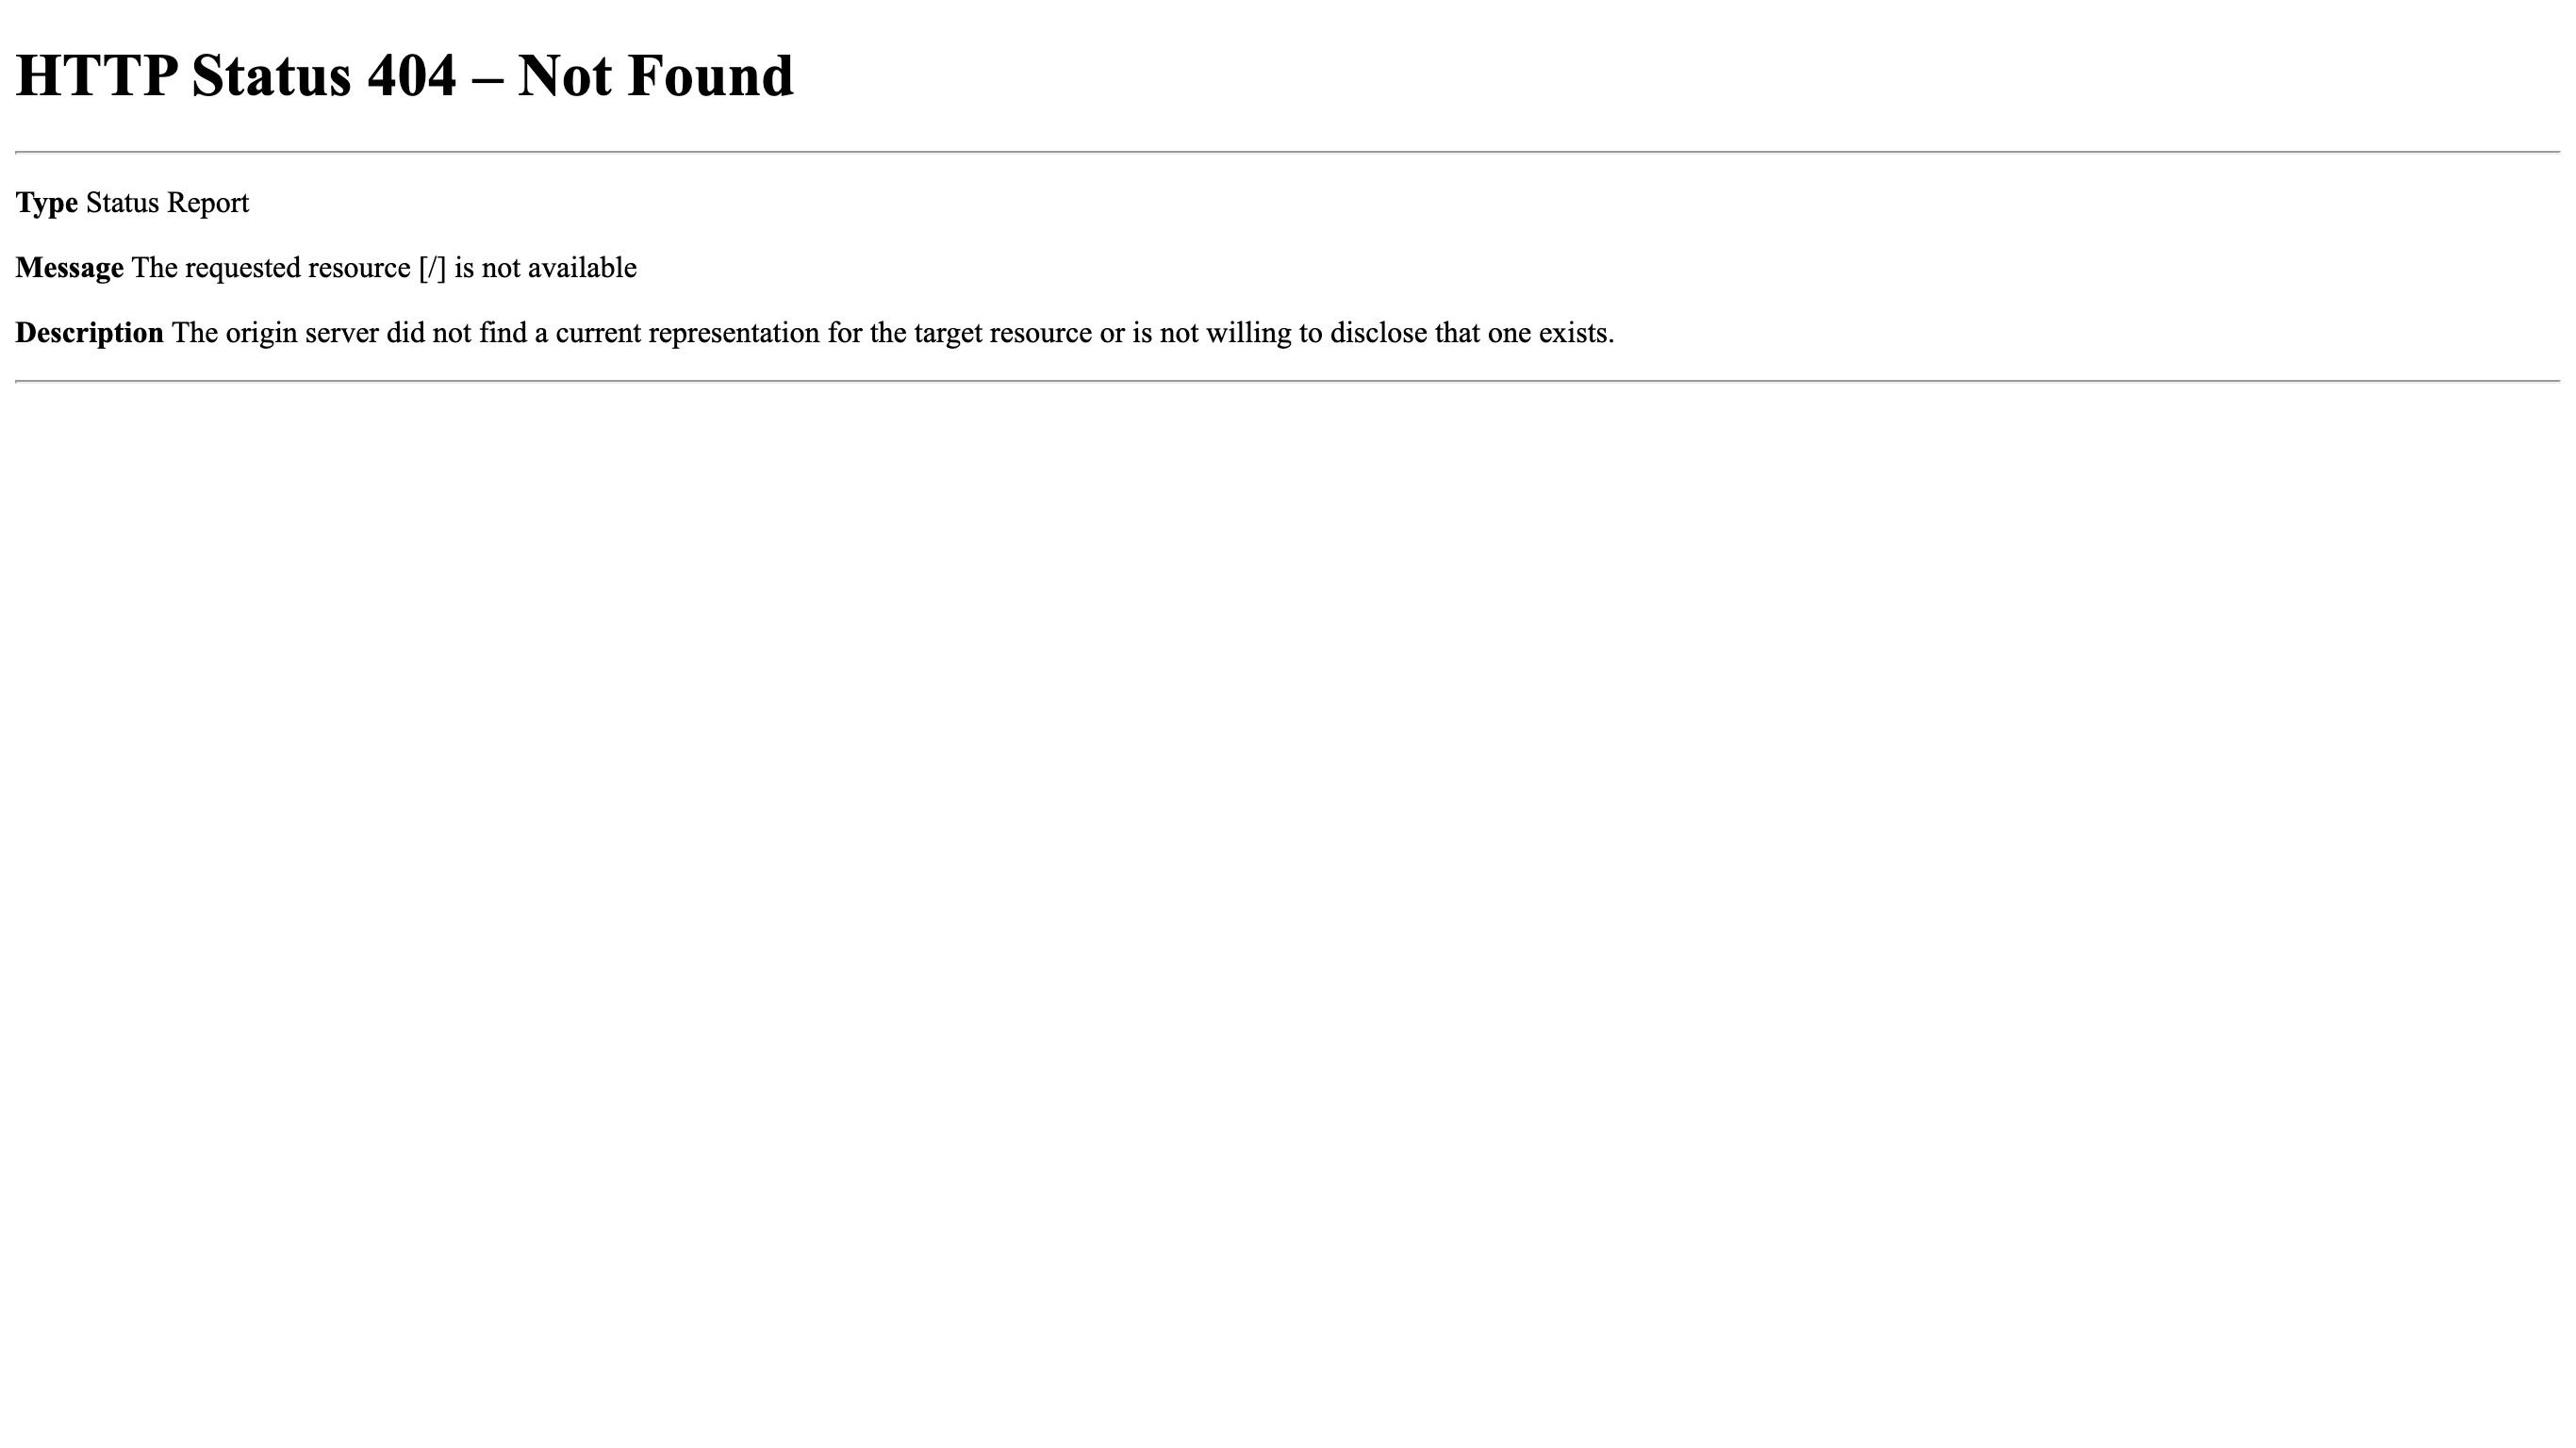 HTTP Status 404 – Not Found
Type Status Report
Message The requested resource [/] is not available
Description The origin server did not find a current representation for the target resource or is not willing to disclose that one exists.